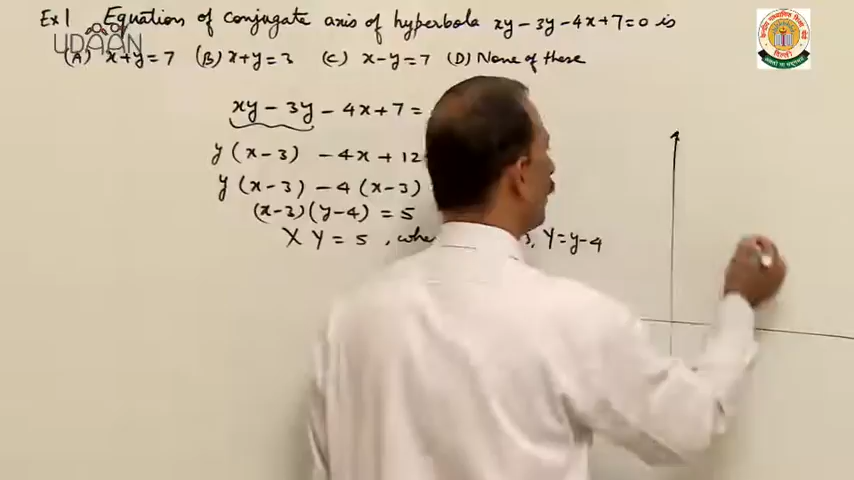 Ex 1 Equation of conjugate axis of hyperbola xy - 3y - 4x + 7 = 0 is
UDAAN
(A) x+y = 7 (B) x+y = 3 (C) x-y = 7 (D) None of these
xy - 3y - 4x + 7 =
y (x-3) - 4x + 12
y (x-3) - 4 (x-3)
(x-3)(y-4) = 5
X Y = 5 , 3, Y = y-4